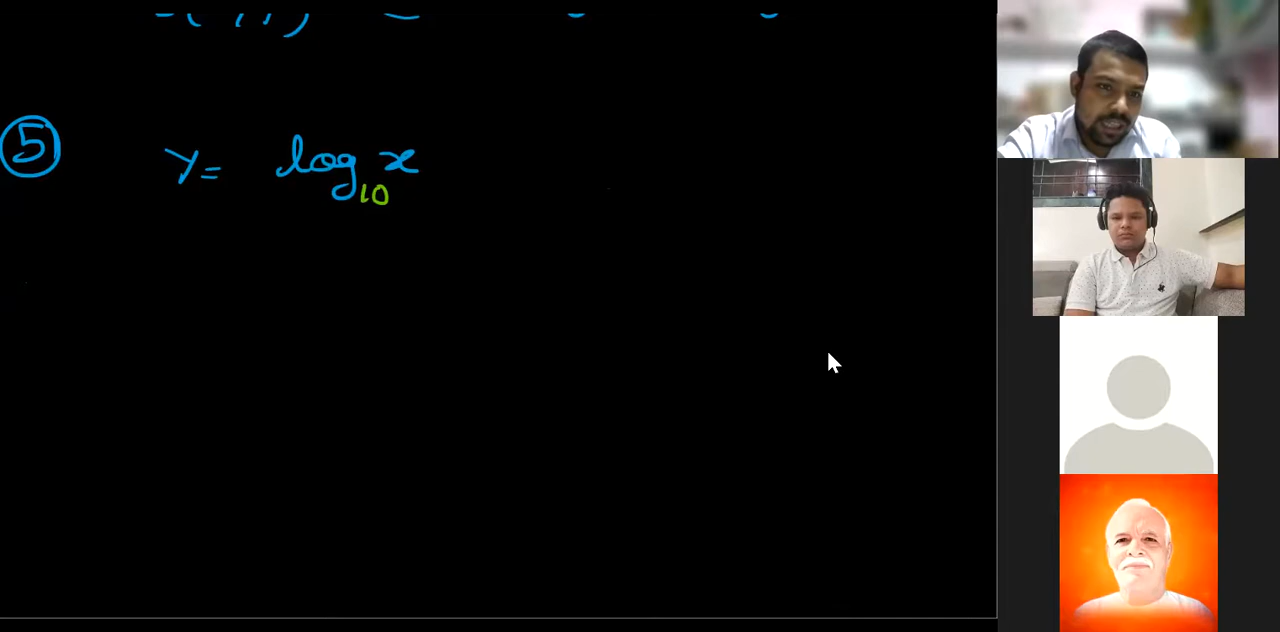 ⑤ y = log₁₀ x